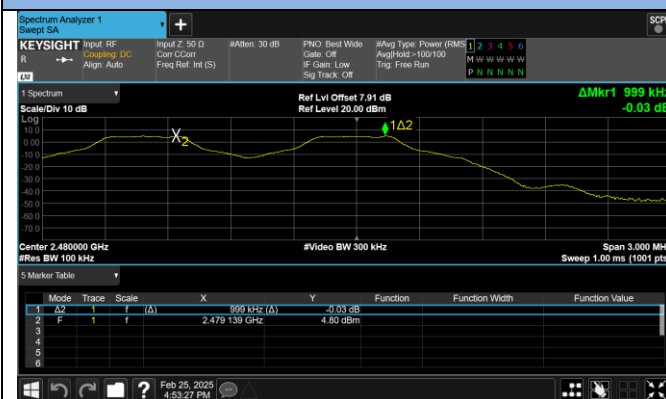 Spectrum Analyzer 1
Swept SA
+
KEYSIGHT Input: RF Input Z: 50 Ω #Atten: 30 dB PNO: Best Wide #Avg Type: Power (RMS 1 2 3 4 5 6
R Coupling: DC Corr CCorr Gate: Off Avg|Hold:>100/100 M W W W W W
Align: Auto Freq Ref: Int (S) IF Gain: Low Trig: Free Run P N N N N N
Sig Track: Off
LXI
1 Spectrum Ref Lvl Offset 7.91 dB ΔMkr1 999 kHz
Scale/Div 10 dB Ref Level 20.00 dBm -0.03 dB
Log
10.0
0.00
-10.0
-20.0
-30.0
-40.0
-50.0
-60.0
-70.0
X2
1Δ2
Center 2.480000 GHz #Video BW 300 kHz Span 3.000 MH
#Res BW 100 kHz Sweep 1.00 ms (1001 pts
5 Marker Table
Mode Trace Scale X Y Function Function Width Function Value
1 Δ2 1 f (Δ) 999 kHz (Δ) -0.03 dB
2 F 1 f 2.479 139 GHz 4.80 dBm
3
4
5
6
? Feb 25, 2025
4:53:27 PM